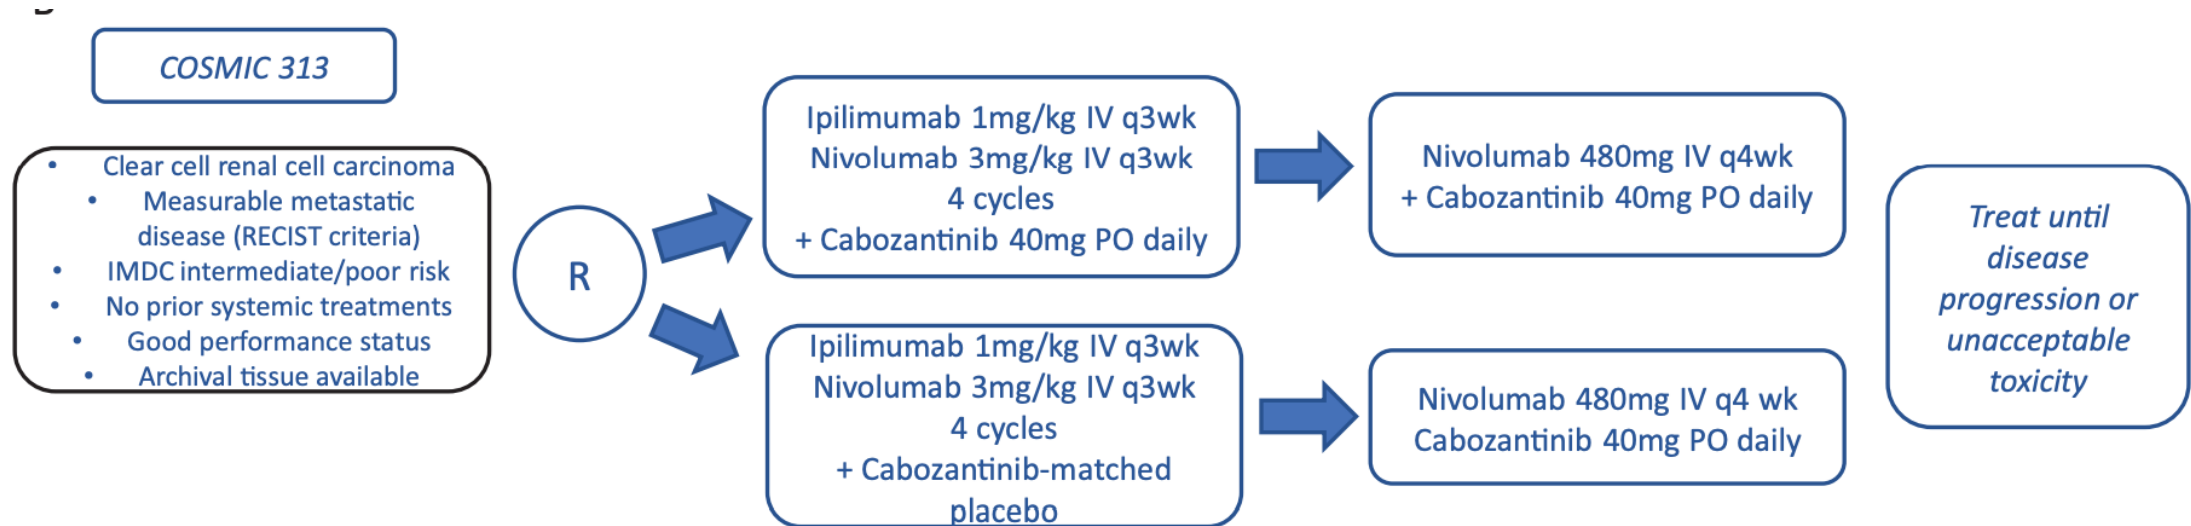 COSMIC 313
• Clear cell renal cell carcinoma
• Measurable metastatic
disease (RECIST criteria)
• IMDC intermediate/poor risk
• No prior systemic treatments
• Good performance status
• Archival tissue available
R
Ipilimumab 1mg/kg IV q3wk
Nivolumab 3mg/kg IV q3wk
4 cycles
+ Cabozantinib 40mg PO daily
Nivolumab 480mg IV q4wk
+ Cabozantinib 40mg PO daily
Ipilimumab 1mg/kg IV q3wk
Nivolumab 3mg/kg IV q3wk
4 cycles
+ Cabozantinib-matched
placebo
Nivolumab 480mg IV q4 wk
Cabozantinib 40mg PO daily
Treat until
disease
progression or
unacceptable
toxicity